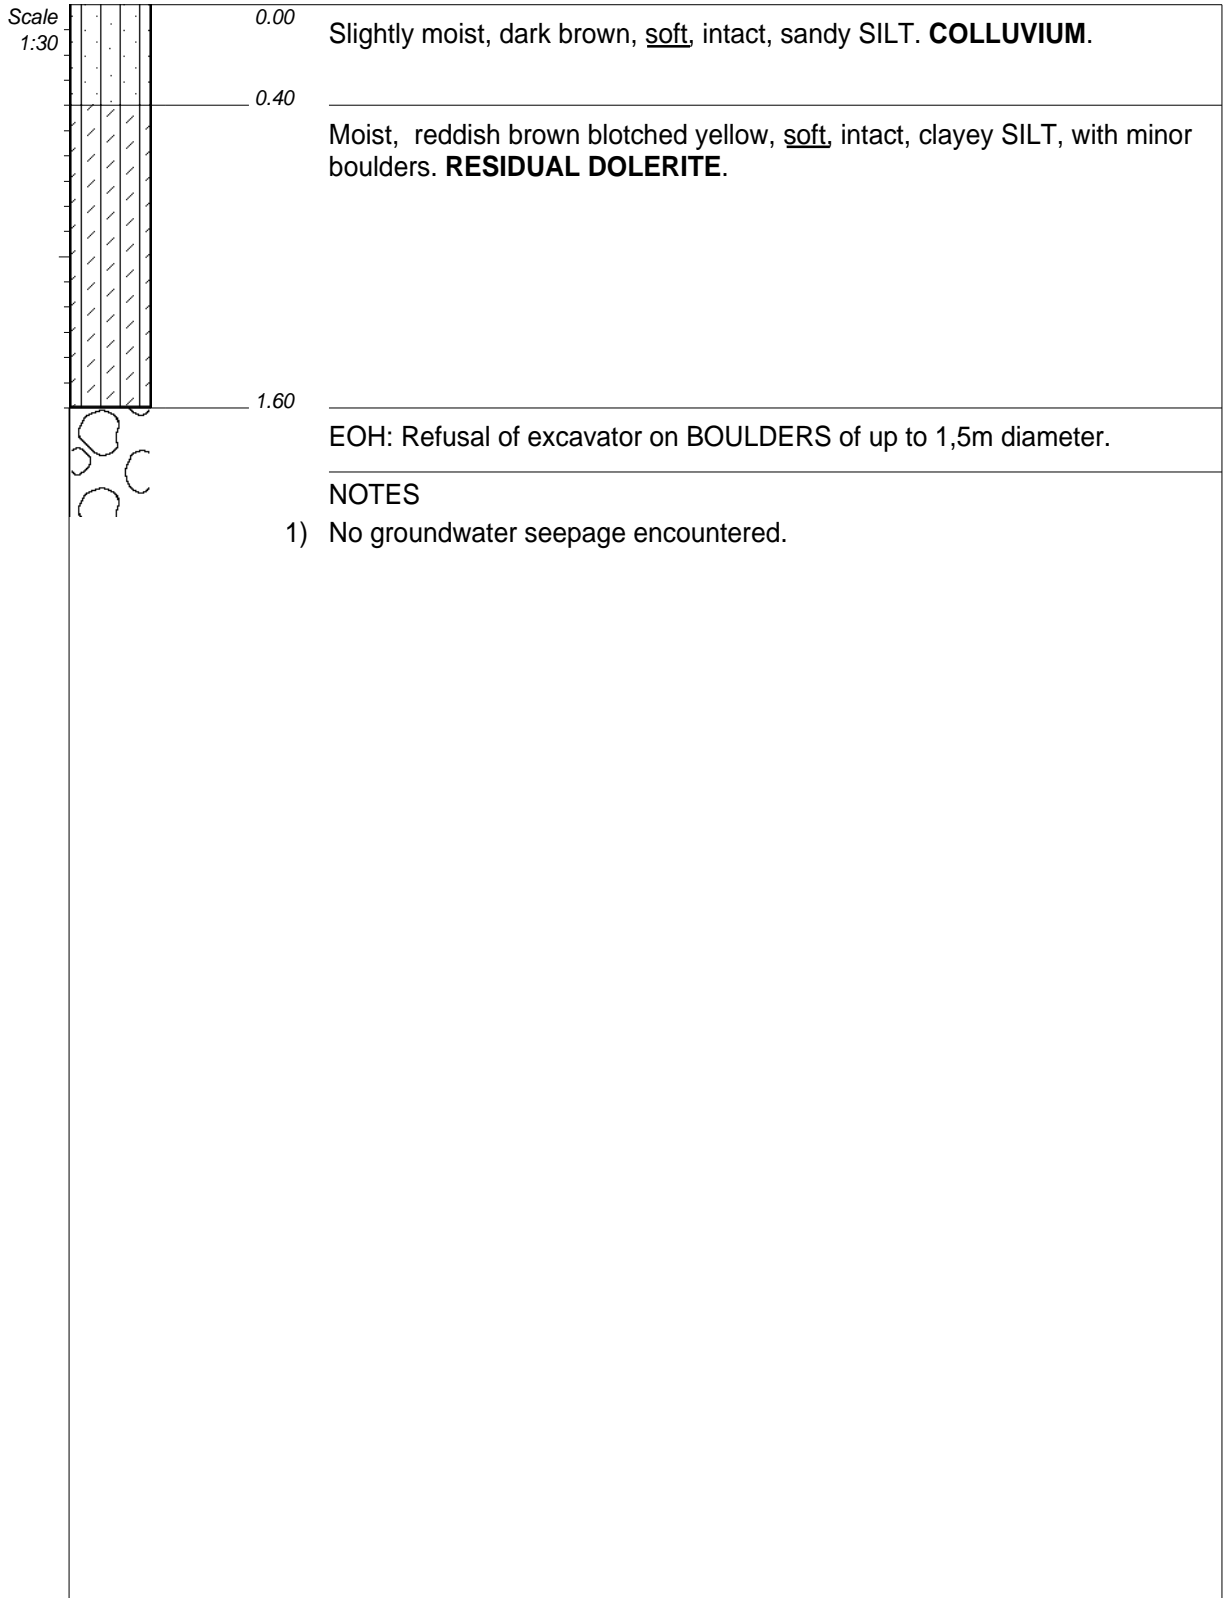 Scale
1:30
0.00
Slightly moist, dark brown, soft, intact, sandy SILT. COLLUVIUM.
0.40
Moist,  reddish brown blotched yellow, soft, intact, clayey SILT, with minor
boulders. RESIDUAL DOLERITE.
1.60
EOH: Refusal of excavator on BOULDERS of up to 1,5m diameter.
NOTES
1) No groundwater seepage encountered.